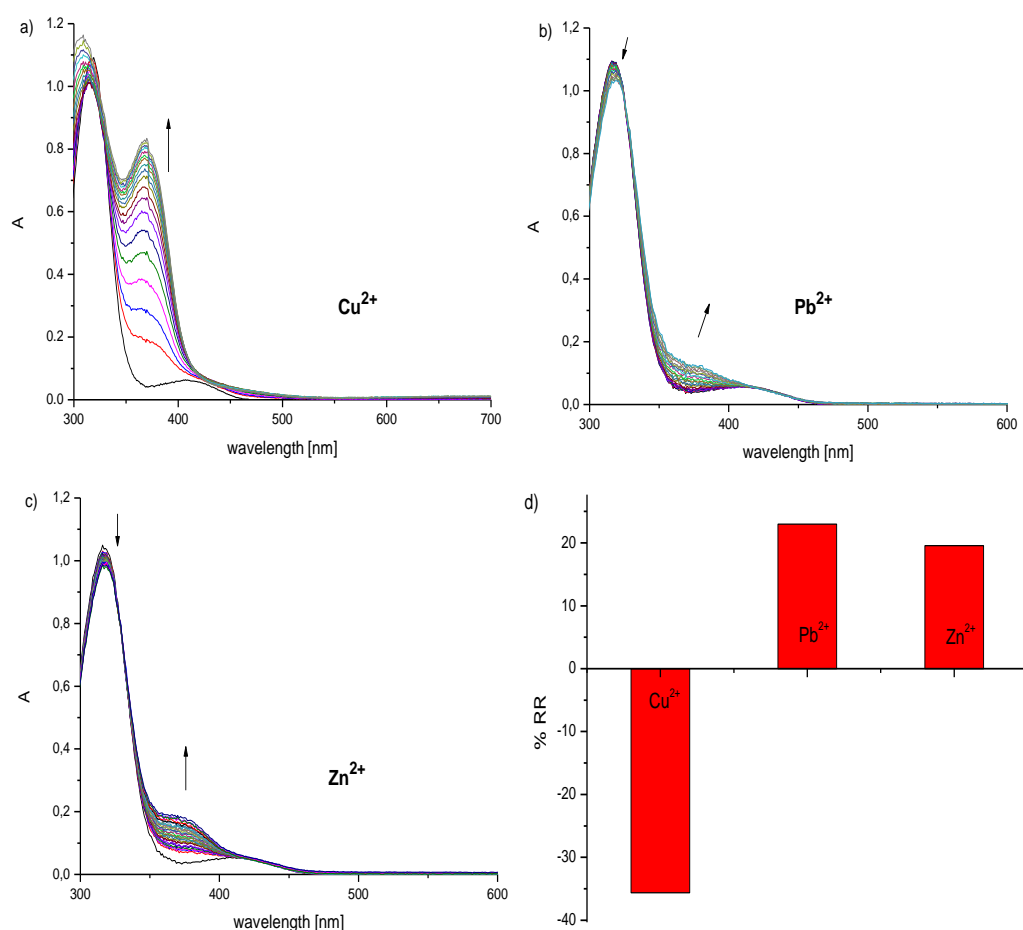 a)
1,2
1.0
0.8
0.6
0.4
0.2
0.0
A
300
400
500
600
700
wavelength [nm]
Cu2+
b)
1,2
1,0
0,8
0,6
0,4
0,2
0,0
A
300
400
500
600
wavelength [nm]
Pb2+
c)
1,2
1,0
0,8
0,6
0,4
0,2
0,0
A
300
400
500
600
wavelength [nm]
Zn2+
d)
20
10
0
-10
-20
-30
-40
% RR
Cu2+
Pb2+
Zn2+